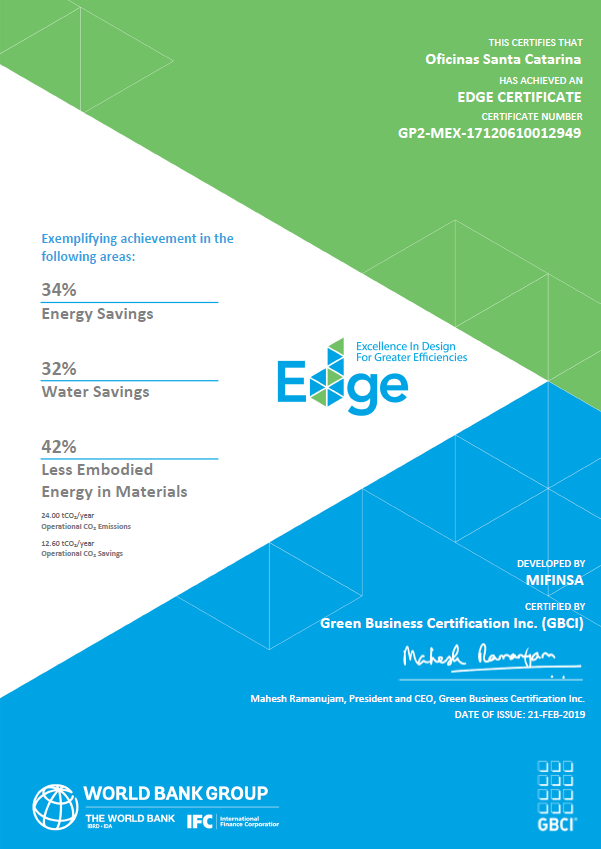 THIS CERTIFIES THAT
Oficinas Santa Catarina
HAS ACHIEVED AN
EDGE CERTIFICATE
CERTIFICATE NUMBER
GP2-MEX-17120610012949
Exemplifying achievement in the
following areas:
34%
Energy Savings
32%
Water Savings
42%
Less Embodied
Energy in Materials
24.00 tCO₂/year
Operational CO₂ Emissions
12.60 tCO₂/year
Operational CO₂ Savings
Excellence In Design
For Greater Efficiencies
Edge
DEVELOPED BY
MIFINSA
CERTIFIED BY
Green Business Certification Inc. (GBCI)
Mahesh Ramanujam
Mahesh Ramanujam, President and CEO, Green Business Certification Inc.
DATE OF ISSUE: 21-FEB-2019
WORLD BANK GROUP
THE WORLD BANK
IBRD • IDA
IFC International
Finance Corporation
GBCI®